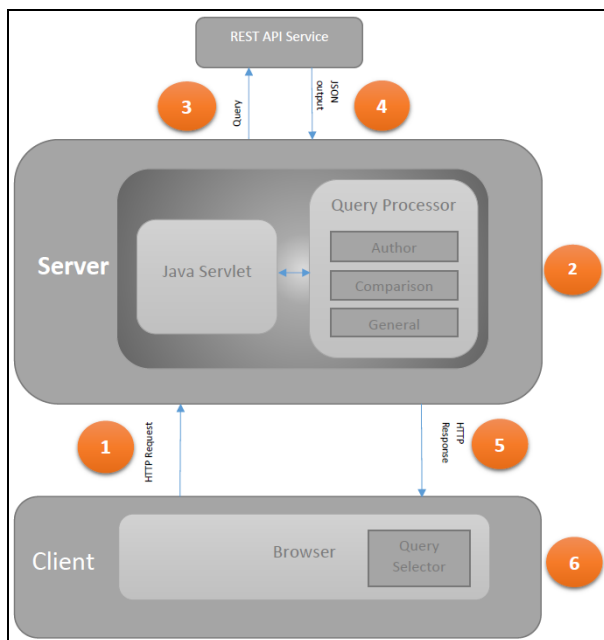 REST API Service
3
Query
JSON
output
4
Server
Java Servlet
Query Processor
Author
Comparison
General
2
1
HTTP Request
HTTP
Response
5
Client
Browser
Query
Selector
6